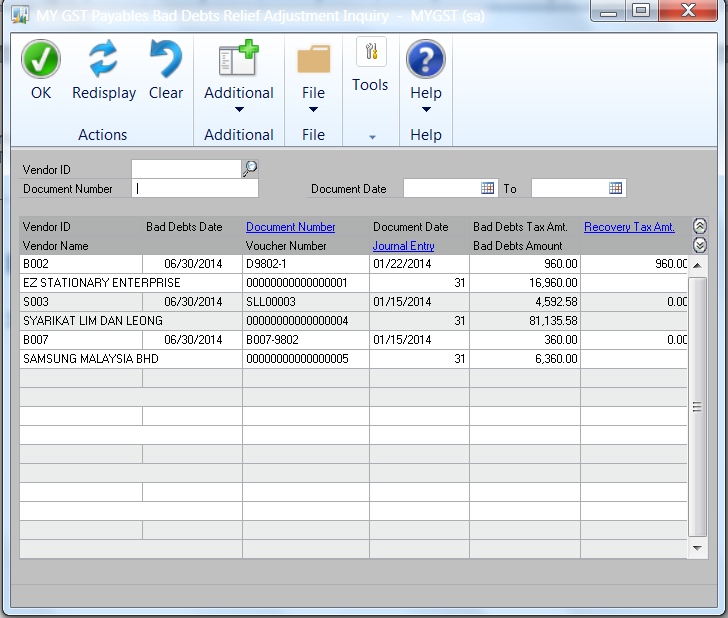 MY GST Payables Bad Debts Relief Adjustment Inquiry - MYGST (sa)
OK Redisplay Clear Additional File Tools Help
Actions Additional File Help
Vendor ID
Document Number Document Date To
Vendor ID Bad Debts Date Document Number Document Date Bad Debts Tax Amt. Recovery Tax Amt.
Vendor Name Voucher Number Journal Entry Bad Debts Amount
B002 06/30/2014 D9802-1 01/22/2014 960.00 960.00
EZ STATIONARY ENTERPRISE 00000000000000001 31 16,960.00
S003 06/30/2014 SLL00003 01/15/2014 4,592.58 0.00
SYARIKAT LIM DAN LEONG 00000000000000004 31 81,135.58
B007 06/30/2014 B007-9802 01/15/2014 360.00 0.00
SAMSUNG MALAYSIA BHD 00000000000000005 31 6,360.00